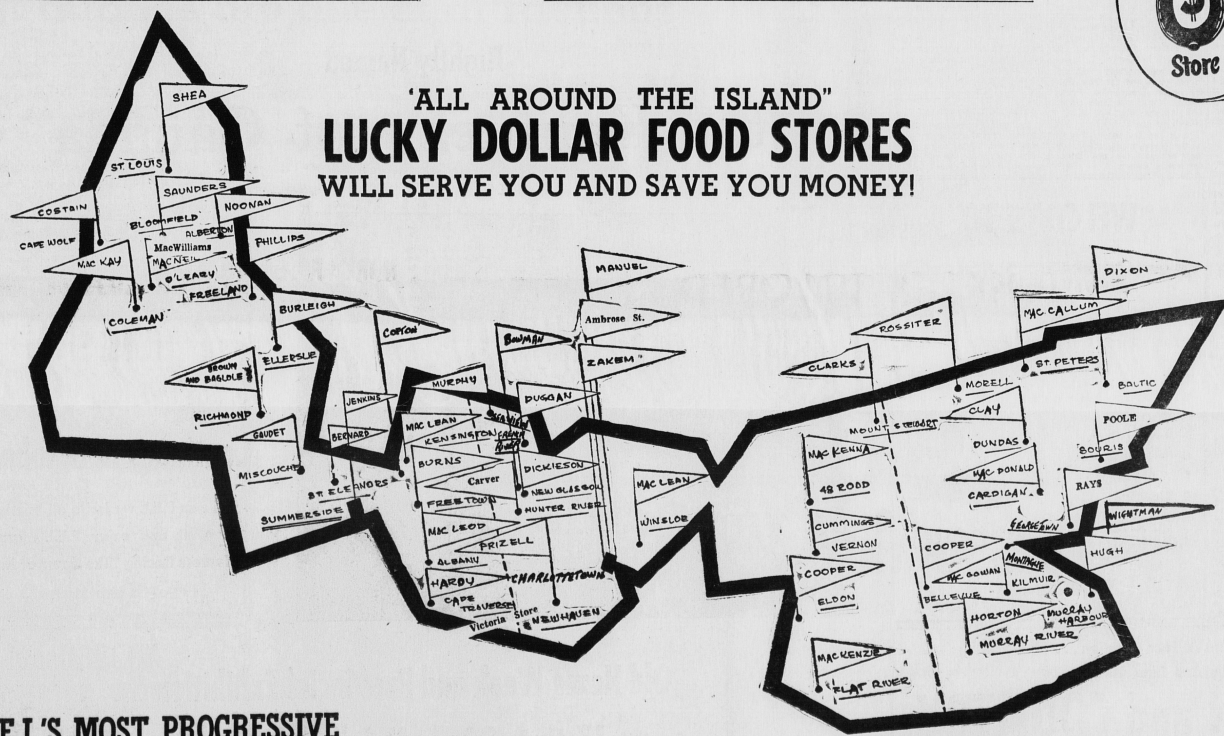 Store
'ALL AROUND THE ISLAND"
LUCKY DOLLAR FOOD STORES
WILL SERVE YOU AND SAVE YOU MONEY!
SHEA
ST. LOUIS
SAUNDERS
COSTAIN
NOONAN
BLOOMFIELD
ALBERTON
CAPE WOLF
PHILLIPS
MacWilliams
MAC KAY
MACNEIL
O'LEARY
FREELAND
COLEMAN
BURLEIGH
ELLERSLIE
COPTON
BROWN
AND BAGLOLE
RICHMOND
JENKINS
GAUDET
BERNARD
MISCOUCHE
ST. ELEANORS
SUMMERSIDE
MANUEL
Ambrose St.
BOWMAN
ZAKEM
MURPHY
DUGGAN
MAC LEAN
KENSINGTON
BURNS
Carver
DICKIESON
FREETOWN
NEW GLASGOW
HUNTER RIVER
MAC LEOD
FRIZELL
ALBANY
HARDY
CHARLOTTETOWN
CAPE
TRAVERSE
Victoria Store
NEWHAVEN
MAC LEAN
WINSLOE
DIXON
MAC CALLUM
ROSSITER
CLARKS
ST. PETERS
BALTIC
MORELL
CLAY
POOLE
MOUNT STEWART
DUNDAS
SOURIS
MAC KENNA
MAC DONALD
RAYS
48 ROAD
CARDIGAN
GEORGETOWN
WIGHTMAN
CUMMINGS
VERNON
COOPER
MONTAGUE
HUGH
COOPER
MAC GOWAN
KILMUIR
ELDON
BELLEVUE
HORTON
MURRAY
HARBOUR
MURRAY RIVER
MAC KENZIE
FLAT RIVER
E.I.'S MOST PROGRESSIVE